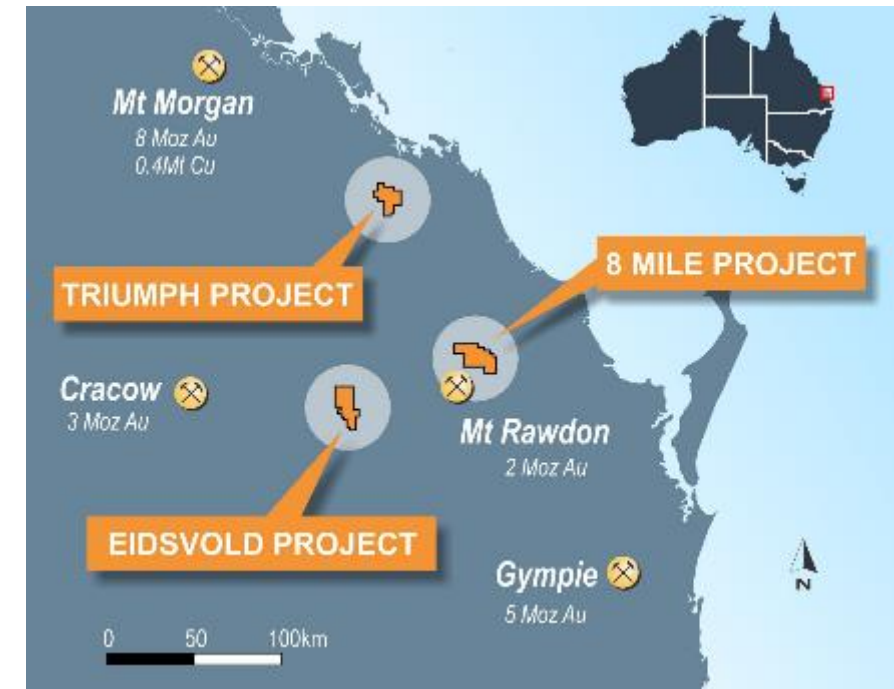 Mt Morgan
8 Moz Au
0.4Mt Cu
TRIUMPH PROJECT
8 MILE PROJECT
Cracow
3 Moz Au
Mt Rawdon
2 Moz Au
EIDSVOLD PROJECT
Gympie
5 Moz Au
N
0 50 100km